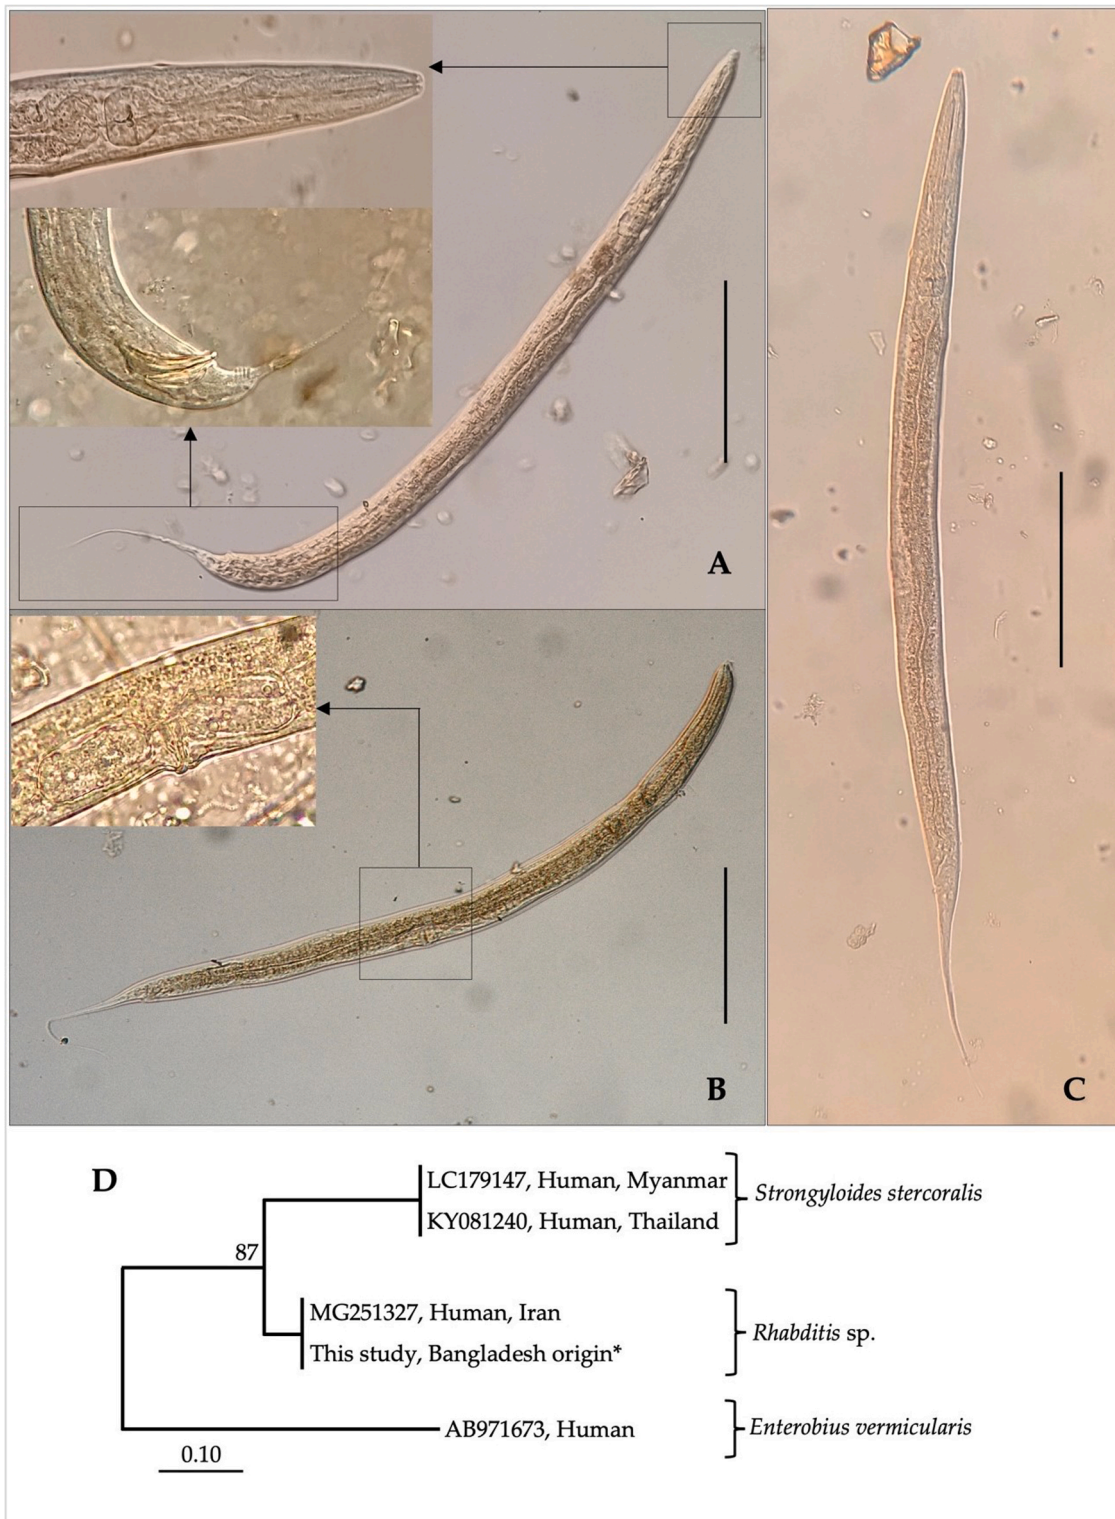 A
B
C
D
LC179147, Human, Myanmar
KY081240, Human, Thailand
Strongyloides stercoralis
87
MG251327, Human, Iran
This study, Bangladesh origin*
Rhabditis sp.
AB971673, Human
Enterobius vermicularis
0.10